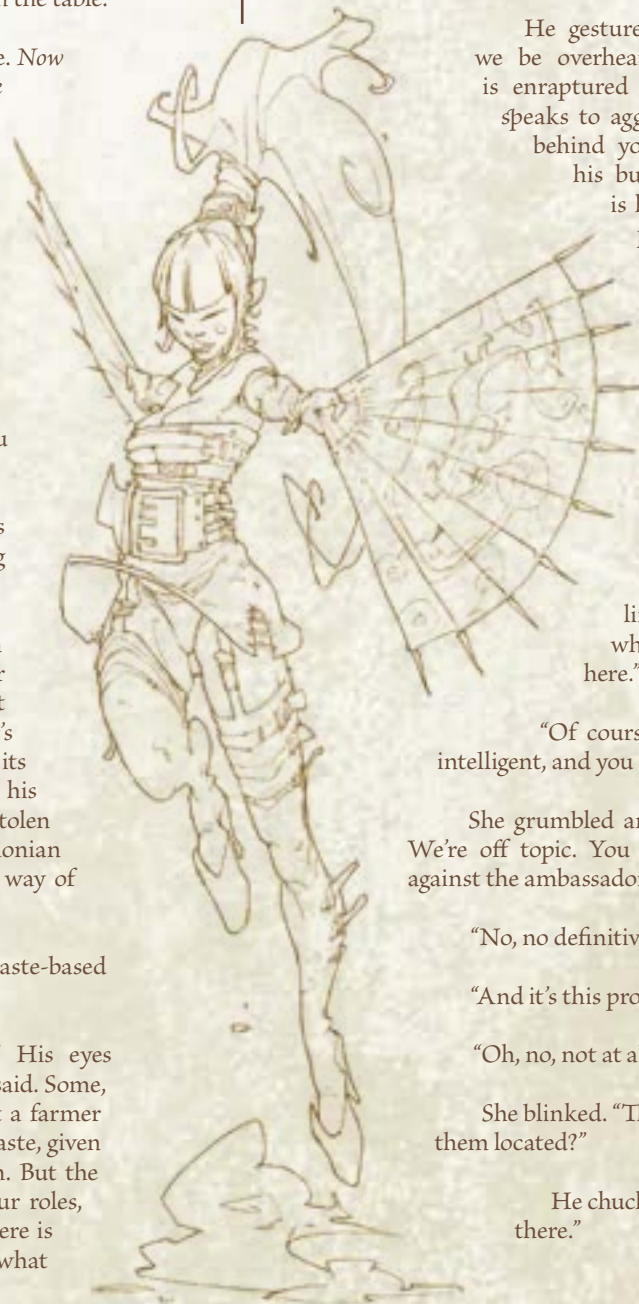 n the table.
e. Now
e
u
s
g
n
r
t
's
its
his
tolen
onian
way of
aste-based
His eyes
said. Some,
t a farmer
aste, given
n. But the
ur roles,
ere is
what
He gesture
we be overhea
is enraptured
speaks to agg
behind yo
his bu
is l
li
wh
here."
"Of cours
intelligent, and you
She grumbled an
We're off topic. You
against the ambassado
"No, no definitiv
"And it's this pro
"Oh, no, not at a
She blinked. "Th
them located?"
He chuck
there."